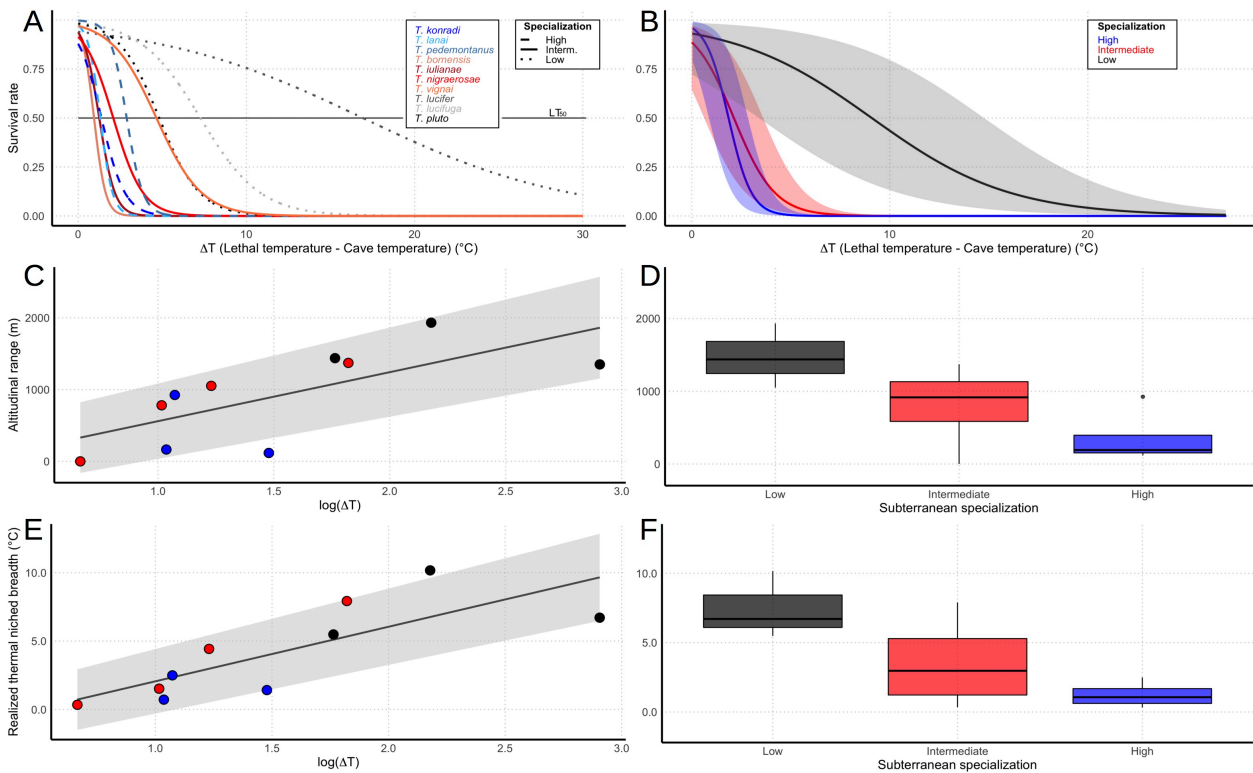 A
Survival rate
0.75
0.50
0.25
0.00
0
10
20
30
ΔT (Lethal temperature - Cave temperature) (°C)
T. konradi
T. lanai
T. pedemontanus
T. bornensis
T. iulianae
T. nigraerosae
T. vignai
T. lucifer
T. lucifuga
T. pluto
Specialization
High
Interm.
Low
LT50
B
0.75
0.50
0.25
0.00
0
10
20
ΔT (Lethal temperature - Cave temperature) (°C)
Specialization
High
Intermediate
Low
C
Altitudinal range (m)
2000
1000
0
1.0
1.5
2.0
2.5
3.0
log(ΔT)
D
2000
1000
0
Low
Intermediate
High
Subterranean specialization
E
Realized thermal niched breadth (°C)
10.0
5.0
0.0
1.0
1.5
2.0
2.5
3.0
log(ΔT)
F
10.0
5.0
0.0
Low
Intermediate
High
Subterranean specialization